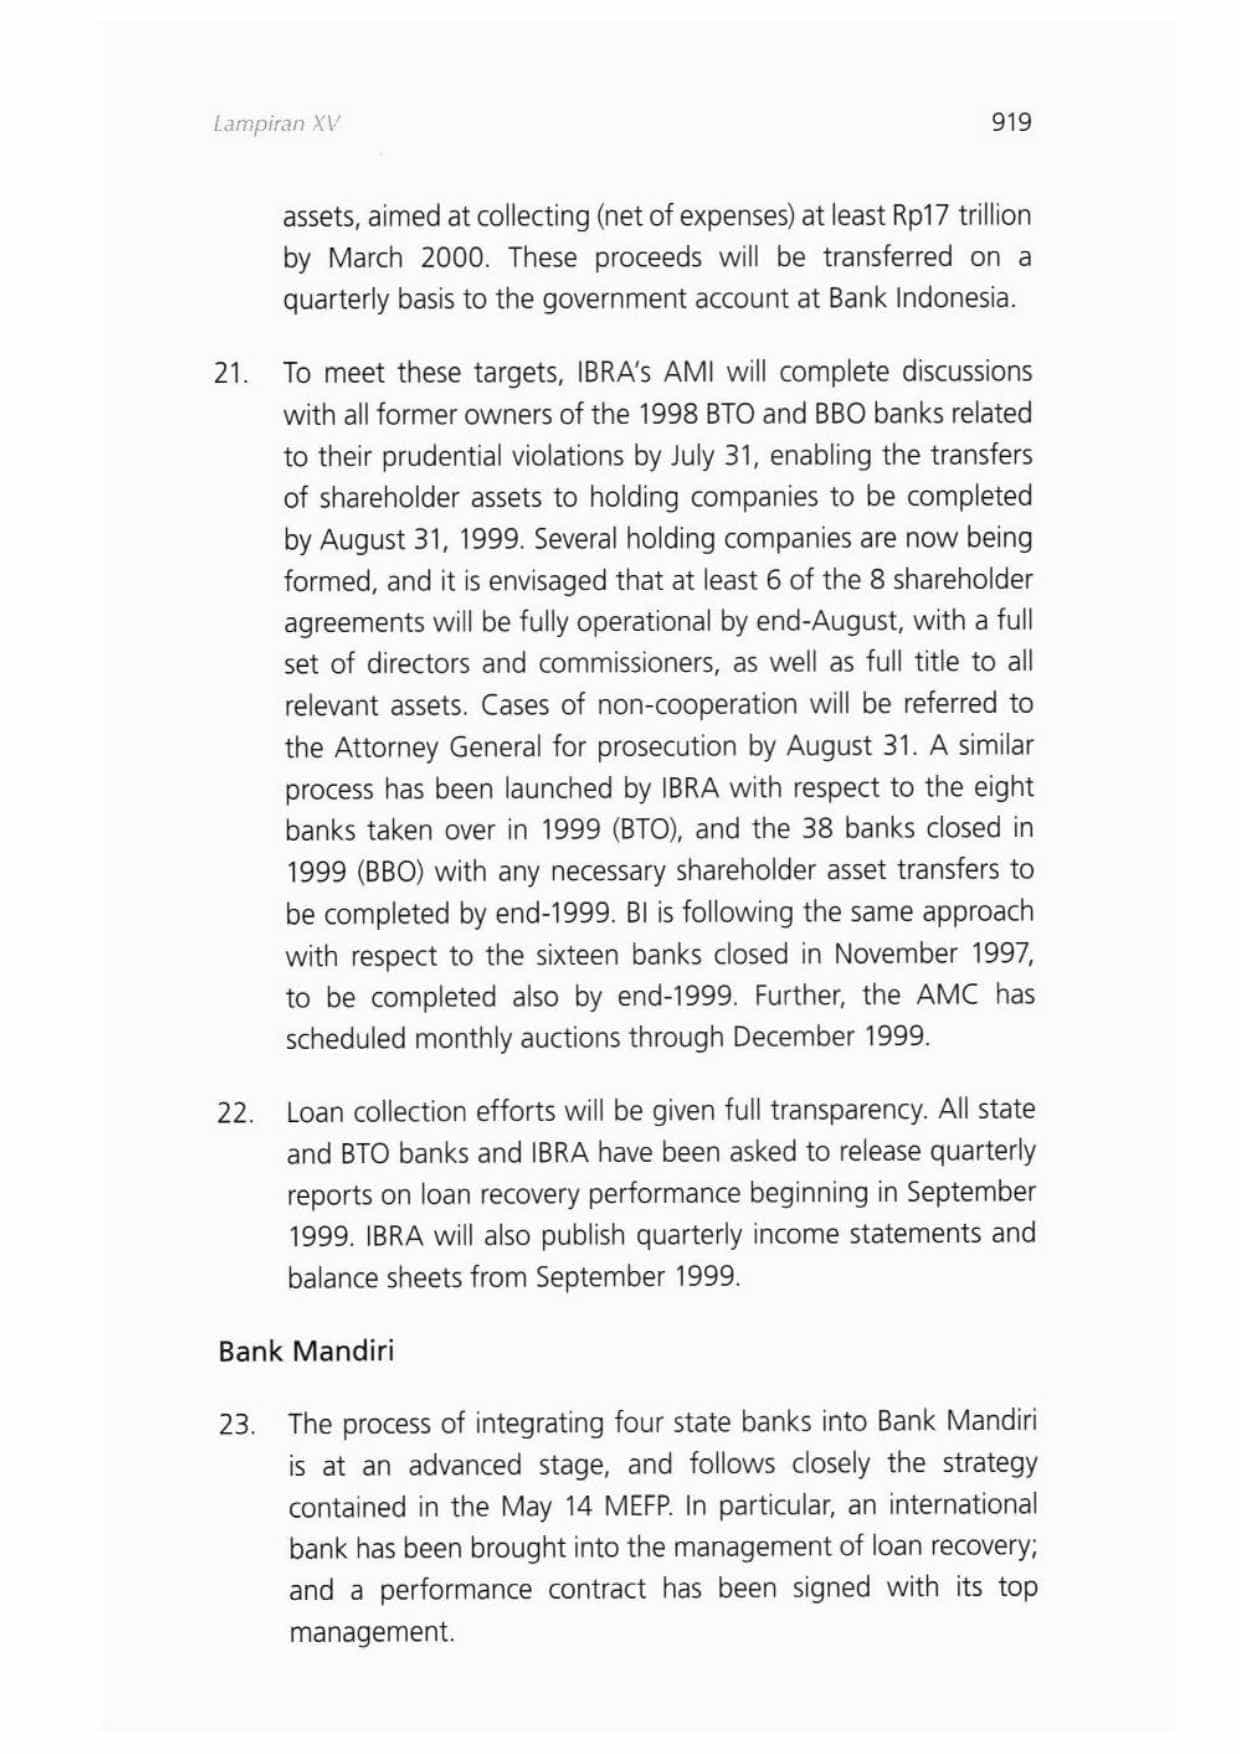 Lampiran XV
919
assets, aimed at collecting (net of expenses) at least Rp17 trillion
by March 2000. These proceeds will be transferred on a
quarterly basis to the government account at Bank Indonesia.
21. To meet these targets, IBRA's AMI will complete discussions
with all former owners of the 1998 BTO and BBO banks related
to their prudential violations by July 31, enabling the transfers
of shareholder assets to holding companies to be completed
by August 31, 1999. Several holding companies are now being
formed, and it is envisaged that at least 6 of the 8 shareholder
agreements will be fully operational by end-August, with a full
set of directors and commissioners, as well as full title to all
relevant assets. Cases of non-cooperation will be referred to
the Attorney General for prosecution by August 31. A similar
process has been launched by IBRA with respect to the eight
banks taken over in 1999 (BTO), and the 38 banks closed in
1999 (BBO) with any necessary shareholder asset transfers to
be completed by end-1999. BI is following the same approach
with respect to the sixteen banks closed in November 1997,
to be completed also by end-1999. Further, the AMC has
scheduled monthly auctions through December 1999.
22. Loan collection efforts will be given full transparency. All state
and BTO banks and IBRA have been asked to release quarterly
reports on loan recovery performance beginning in September
1999. IBRA will also publish quarterly income statements and
balance sheets from September 1999.
Bank Mandiri
23. The process of integrating four state banks into Bank Mandiri
is at an advanced stage, and follows closely the strategy
contained in the May 14 MEFP. In particular, an international
bank has been brought into the management of loan recovery;
and a performance contract has been signed with its top
management.